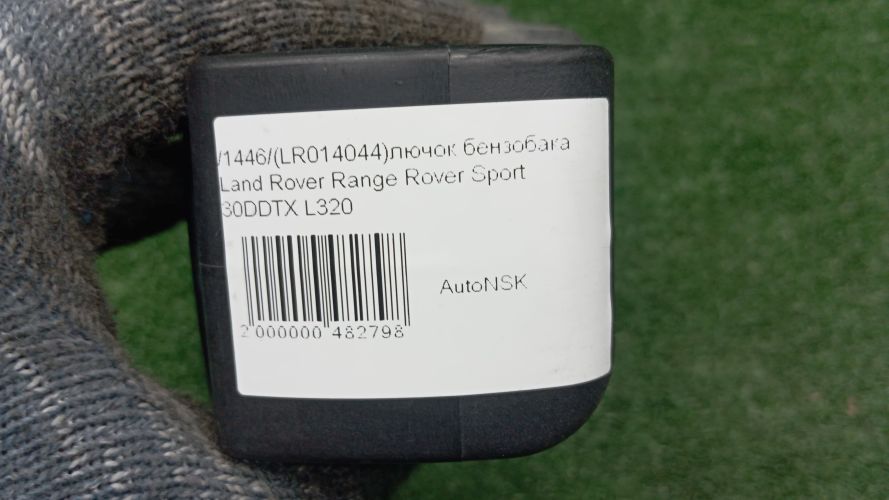 /1446/(LR014044)лючок бензобака
Land Rover Range Rover Sport
30DDTX L320
AutoNSK
2 000000 482798